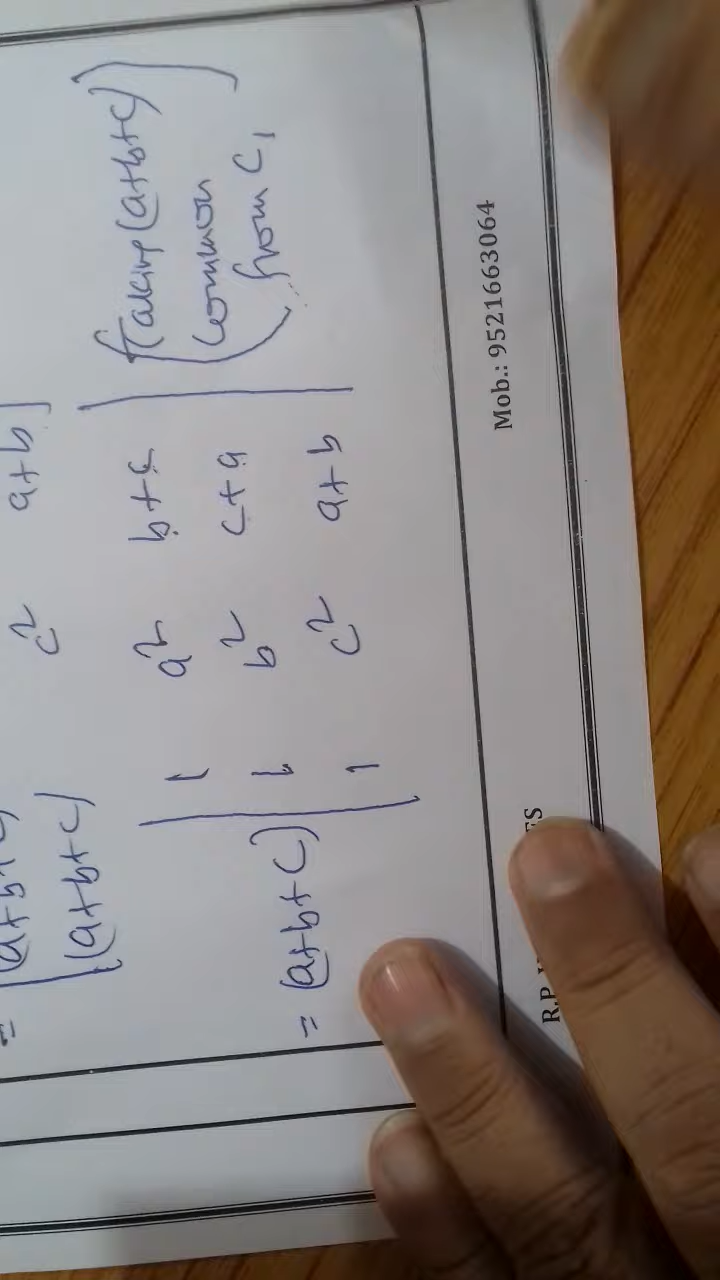 = (a+b+c)
c² a+b
(a+b+c)
1 a² b+c [Taking (a+b+c)
= (a+b+c) 1 b² c+a common
1 c² a+b from C₁]
Mob.: 9521663064
R.P.